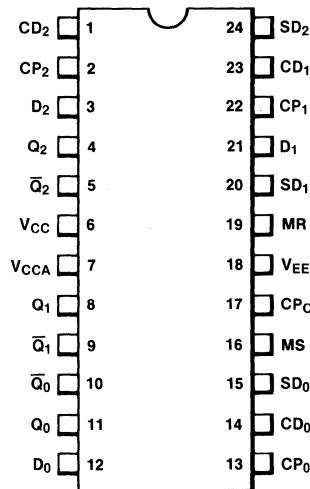 CD₂ 1 24 SD₂
CP₂ 2 23 CD₁
D₂ 3 22 CP₁
Q₂ 4 21 D₁
Q̅₂ 5 20 SD₁
VCC 6 19 MR
VCCA 7 18 VEE
Q₁ 8 17 CPC
Q̅₁ 9 16 MS
Q̅₀ 10 15 SD₀
Q₀ 11 14 CD₀
D₀ 12 13 CP₀